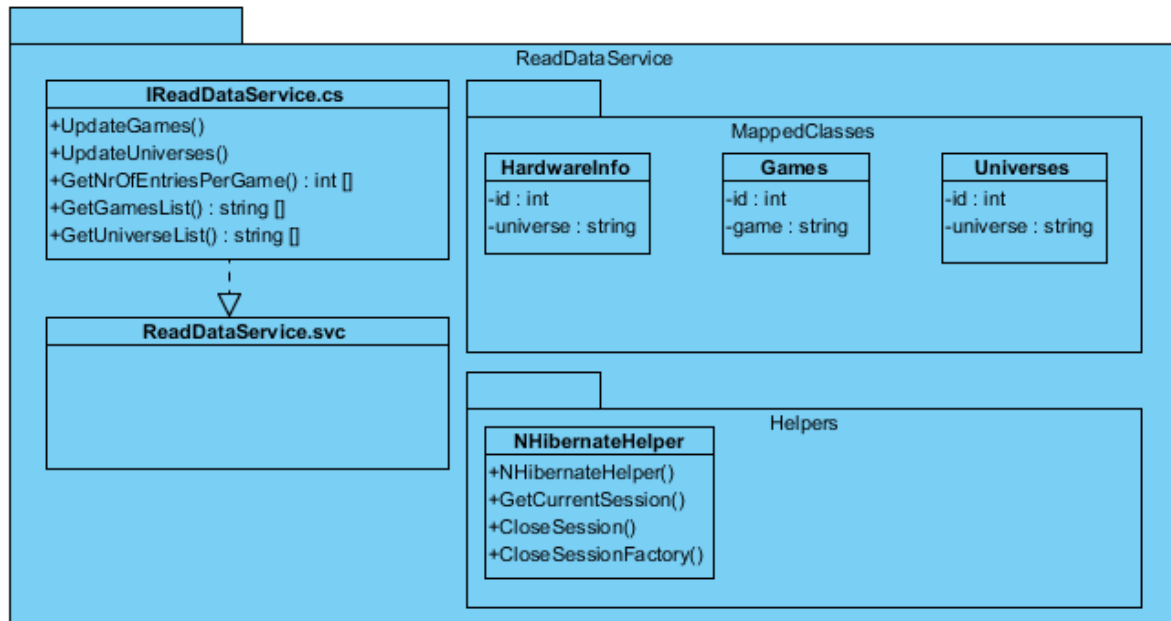 ReadDataService
IReadDataService.cs
+UpdateGames()
+UpdateUniverses()
+GetNrOfEntriesPerGame() : int []
+GetGamesList() : string []
+GetUniverseList() : string []
ReadDataService.svc
MappedClasses
HardwareInfo
-id : int
-universe : string
Games
-id : int
-game : string
Universes
-id : int
-universe : string
Helpers
NHibernateHelper
+NHibernateHelper()
+GetCurrentSession()
+CloseSession()
+CloseSessionFactory()